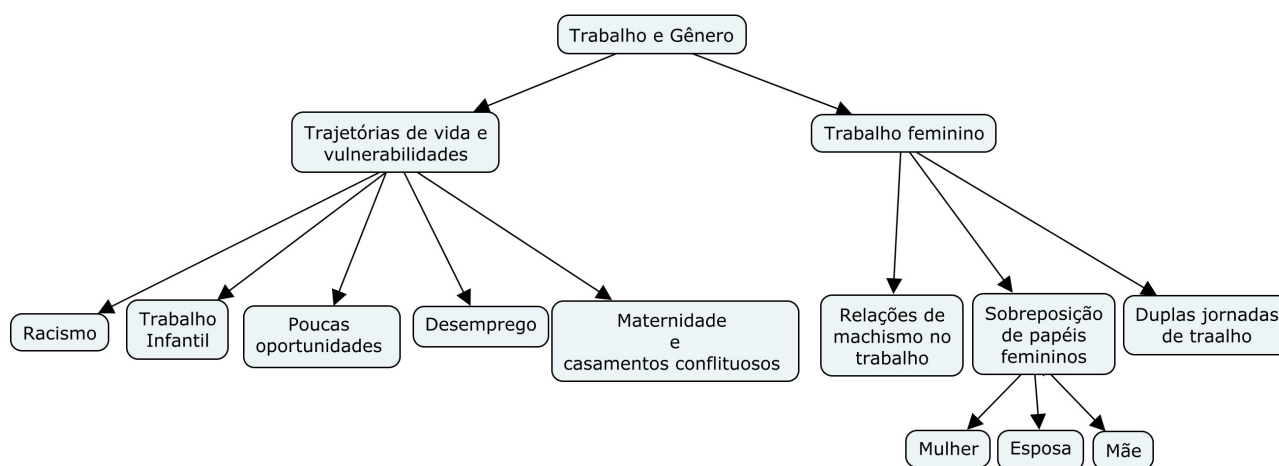 Trabalho e Gênero
Trajetórias de vida e
vulnerabilidades
Trabalho feminino
Racismo
Trabalho
Infantil
Poucas
oportunidades
Desemprego
Maternidade
e
casamentos conflituosos
Relações de
machismo no
trabalho
Sobreposição
de papéis
femininos
Duplas jornadas
de traalho
Mulher
Esposa
Mãe